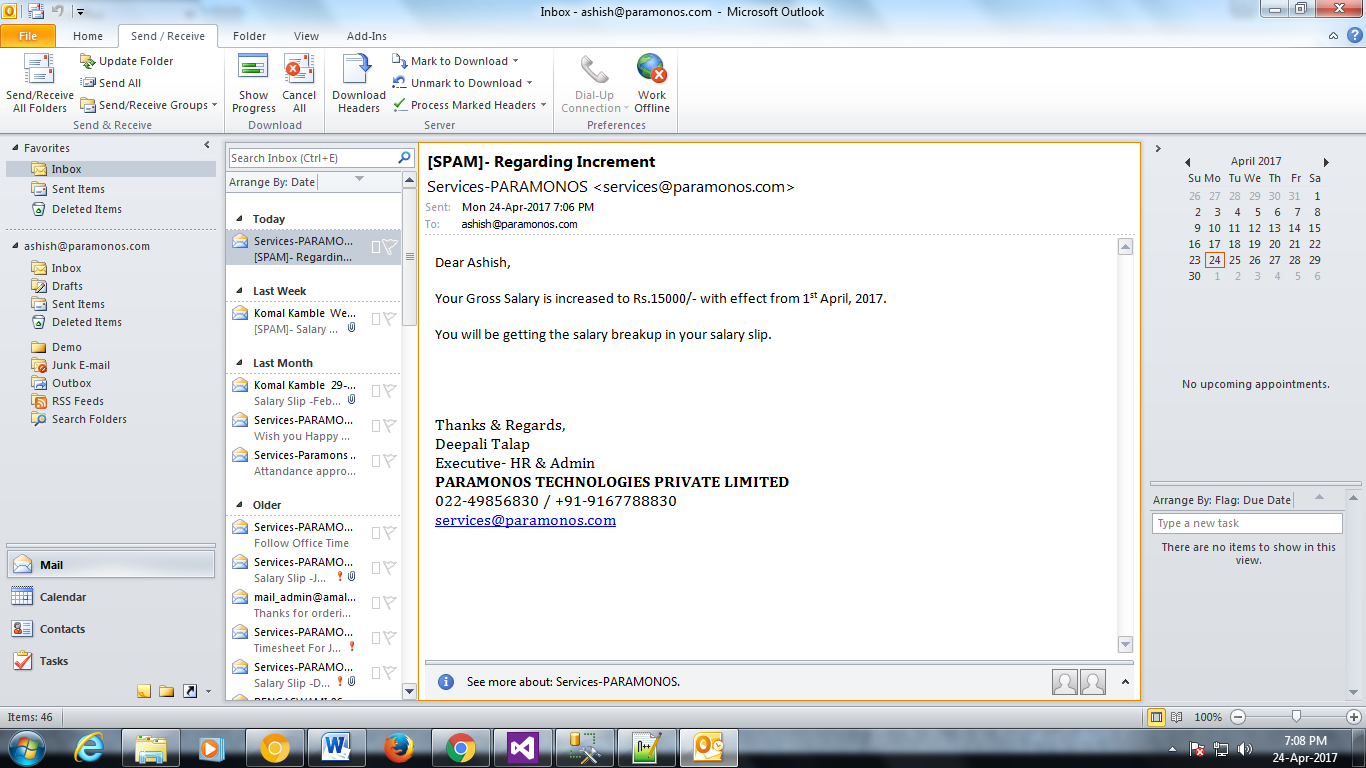 Inbox - ashish@paramonos.com - Microsoft Outlook
File Home Send / Receive Folder View Add-Ins
Send/Receive All Folders
Update Folder
Send All
Send/Receive Groups
Send & Receive
Show Progress
Cancel All
Download
Download Headers
Mark to Download
Unmark to Download
Process Marked Headers
Server
Dial-Up Connection
Work Offline
Preferences
Favorites
Inbox
Sent Items
Deleted Items
ashish@paramonos.com
Inbox
Drafts
Sent Items
Deleted Items
Demo
Junk E-mail
Outbox
RSS Feeds
Search Folders
Mail
Calendar
Contacts
Tasks
Search Inbox (Ctrl+E)
Arrange By: Date
Today
Services-PARAMO...
[SPAM]- Regardin...
Last Week
Komal Kamble We...
[SPAM]- Salary ...
Last Month
Komal Kamble 29-...
Salary Slip -Feb...
Services-PARAMO...
Wish you Happy ...
Services-Paramons ..
Attandance appro...
Older
Services-PARAMO...
Follow Office Time
Services-PARAMO...
Salary Slip -J...
mail_admin@amal...
Thanks for orderi...
Services-PARAMO...
Timesheet For J...
Services-PARAMO...
Salary Slip -D...
[SPAM]- Regarding Increment
Services-PARAMONOS <services@paramonos.com>
Sent: Mon 24-Apr-2017 7:06 PM
To: ashish@paramonos.com
Dear Ashish,
Your Gross Salary is increased to Rs.15000/- with effect from 1st April, 2017.
You will be getting the salary breakup in your salary slip.
Thanks & Regards,
Deepali Talap
Executive- HR & Admin
PARAMONOS TECHNOLOGIES PRIVATE LIMITED
022-49856830 / +91-9167788830
services@paramonos.com
See more about: Services-PARAMONOS.
April 2017
Su Mo Tu We Th Fr Sa
26 27 28 29 30 31 1
2 3 4 5 6 7 8
9 10 11 12 13 14 15
16 17 18 19 20 21 22
23 24 25 26 27 28 29
30 1 2 3 4 5 6
No upcoming appointments.
Arrange By: Flag: Due Date
Type a new task
There are no items to show in this
view.
Items: 46
100%
7:08 PM
24-Apr-2017